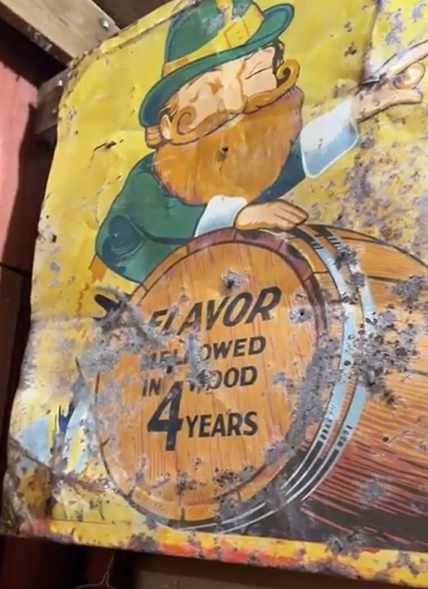 FLAVOR
MELLOWED
IN WOOD
4 YEARS